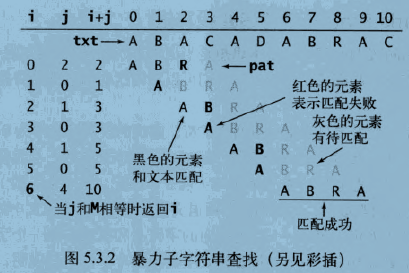 i j i+j 0 1 2 3 4 5 6 7 8 9 10
txt A B A C A D A B R A C
0 2 2 A B R A pat
1 0 1 A B R A
2 1 3 A B R A
3 0 3 A B R A
4 1 5 A B R A
5 0 5 A B R A
6 4 10 A B R A
红色的元素
表示匹配失败
灰色的元素
有待匹配
黑色的元素
和文本匹配
当j和M相等时返回i
匹配成功
图 5.3.2 暴力子字符串查找（另见彩插）